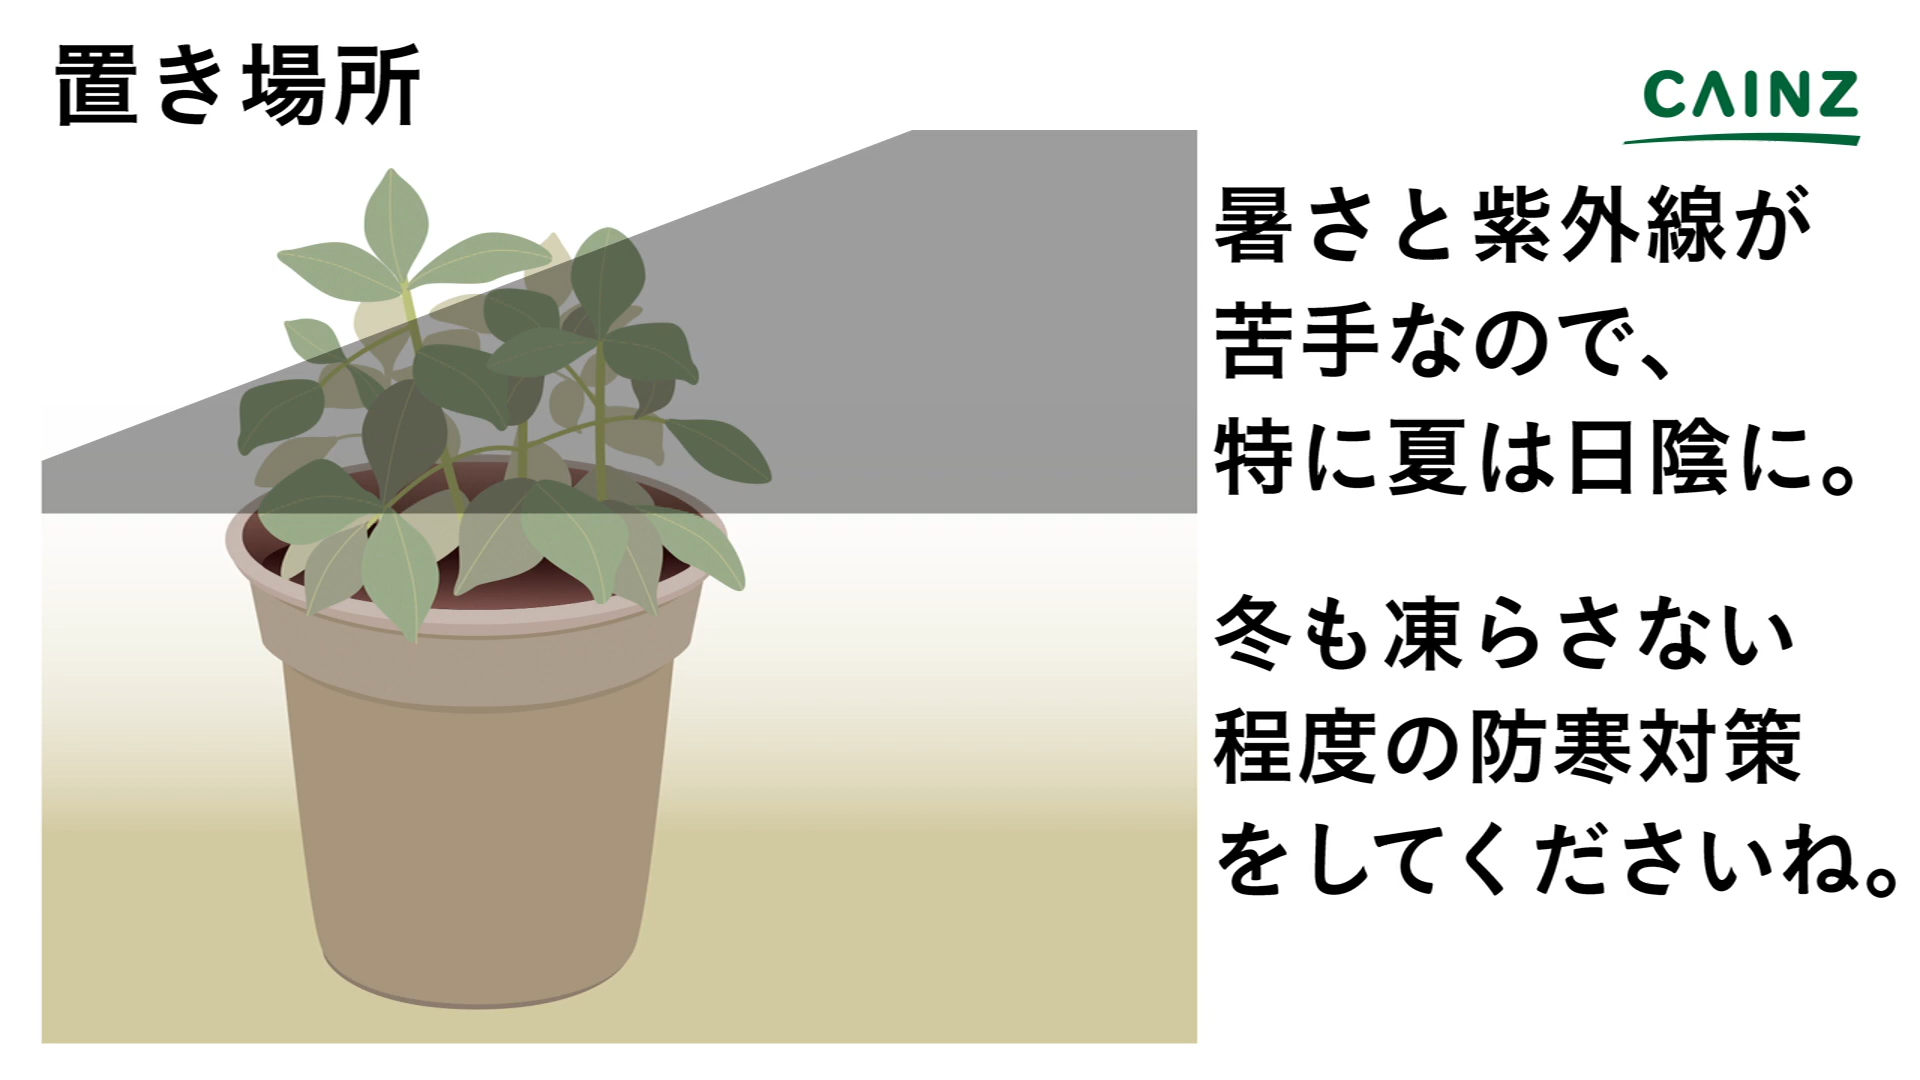 置き場所
CAINZ
暑さと紫外線が
苦手なので、
特に夏は日陰に。
冬も凍らさない
程度の防寒対策
をしてくださいね。